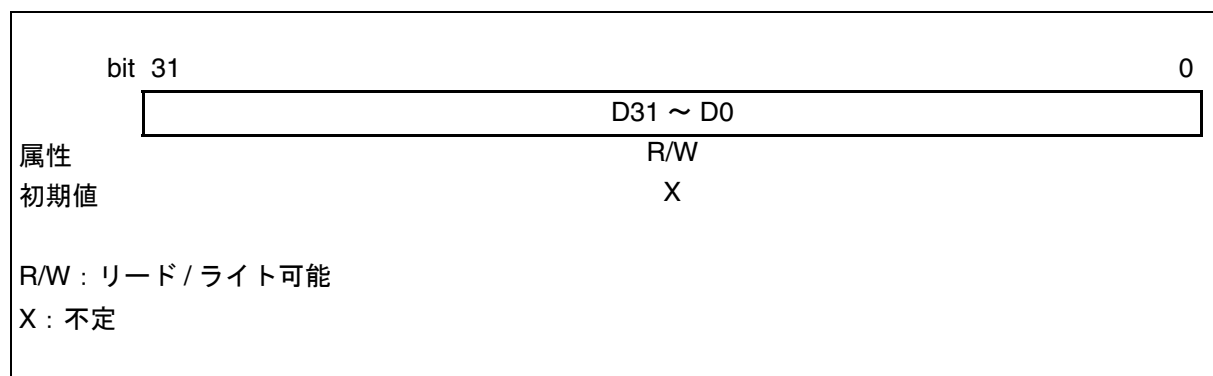 bit 31 0
D31 ～ D0
属性 R/W
初期値 X
R/W : リード / ライト可能
X : 不定